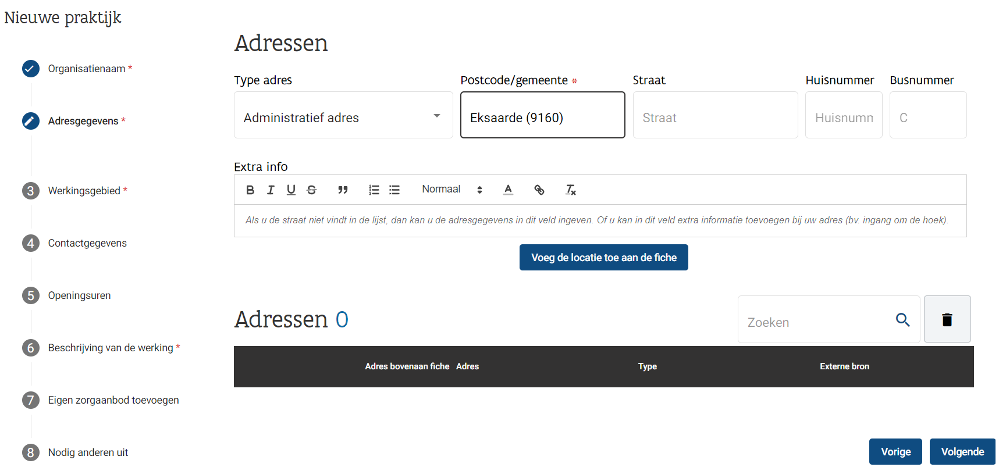 Nieuwe praktijk
Organisatienaam *
Adresgegevens *
3 Werkingsgebied *
4 Contactgegevens
5 Openingsuren
6 Beschrijving van de werking *
7 Eigen zorgaanbod toevoegen
8 Nodig anderen uit
Adressen
Type adres Postcode/gemeente * Straat Huisnummer Busnummer
Administratief adres Eksaarde (9160) Straat Huisnumn C
Extra info
B I U S Normaal A
Als u de straat niet vindt in de lijst, dan kan u de adresgegevens in dit veld ingeven. Of u kan in dit veld extra informatie toevoegen bij uw adres (bv. ingang om de hoek).
Voeg de locatie toe aan de fiche
Adressen 0
Zoeken
Adres bovenaan fiche Adres Type Externe bron
Vorige Volgende